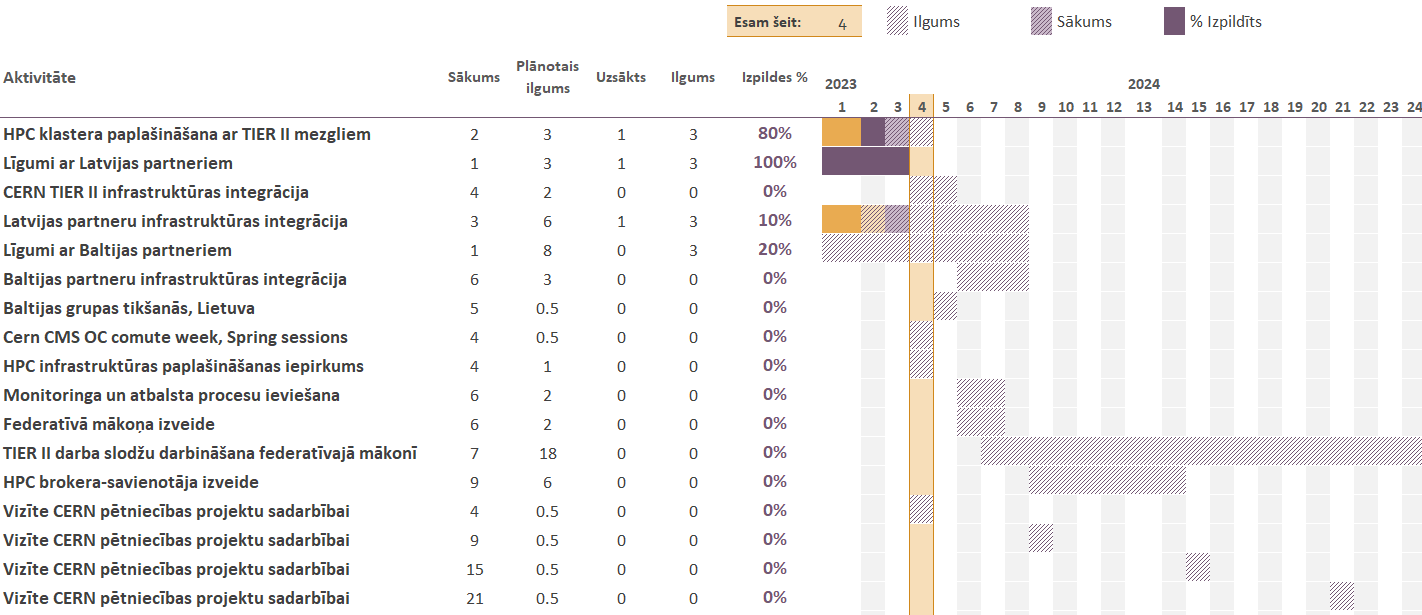 Esam šeit: 4 Ilgums Sākums % Izpildīts
Aktivitāte Sākums Plānotais ilgums Uzsākts Ilgums Izpildes % 2023 2024
1 2 3 4 5 6 7 8 9 10 11 12 13 14 15 16 17 18 19 20 21 22 23 24
HPC klastera paplašināšana ar TIER II mezgliem 2 3 1 3 80%
Līgumi ar Latvijas partneriem 1 3 1 3 100%
CERN TIER II infrastruktūras integrācija 4 2 0 0 0%
Latvijas partneru infrastruktūras integrācija 3 6 1 3 10%
Līgumi ar Baltijas partneriem 1 8 0 3 20%
Baltijas partneru infrastruktūras integrācija 6 3 0 0 0%
Baltijas grupas tikšanās, Lietuva 5 0.5 0 0 0%
Cern CMS OC comute week, Spring sessions 4 0.5 0 0 0%
HPC infrastruktūras paplašināšanas iepirkums 4 1 0 0 0%
Monitoringa un atbalsta procesu ieviešana 6 2 0 0 0%
Federatīvā mākoņa izveide 6 2 0 0 0%
TIER II darba slodžu darbināšana federatīvajā mākonī 7 18 0 0 0%
HPC brokera-savienotāja izveide 9 6 0 0 0%
Vizīte CERN pētniecības projektu sadarbībai 4 0.5 0 0 0%
Vizīte CERN pētniecības projektu sadarbībai 9 0.5 0 0 0%
Vizīte CERN pētniecības projektu sadarbībai 15 0.5 0 0 0%
Vizīte CERN pētniecības projektu sadarbībai 21 0.5 0 0 0%